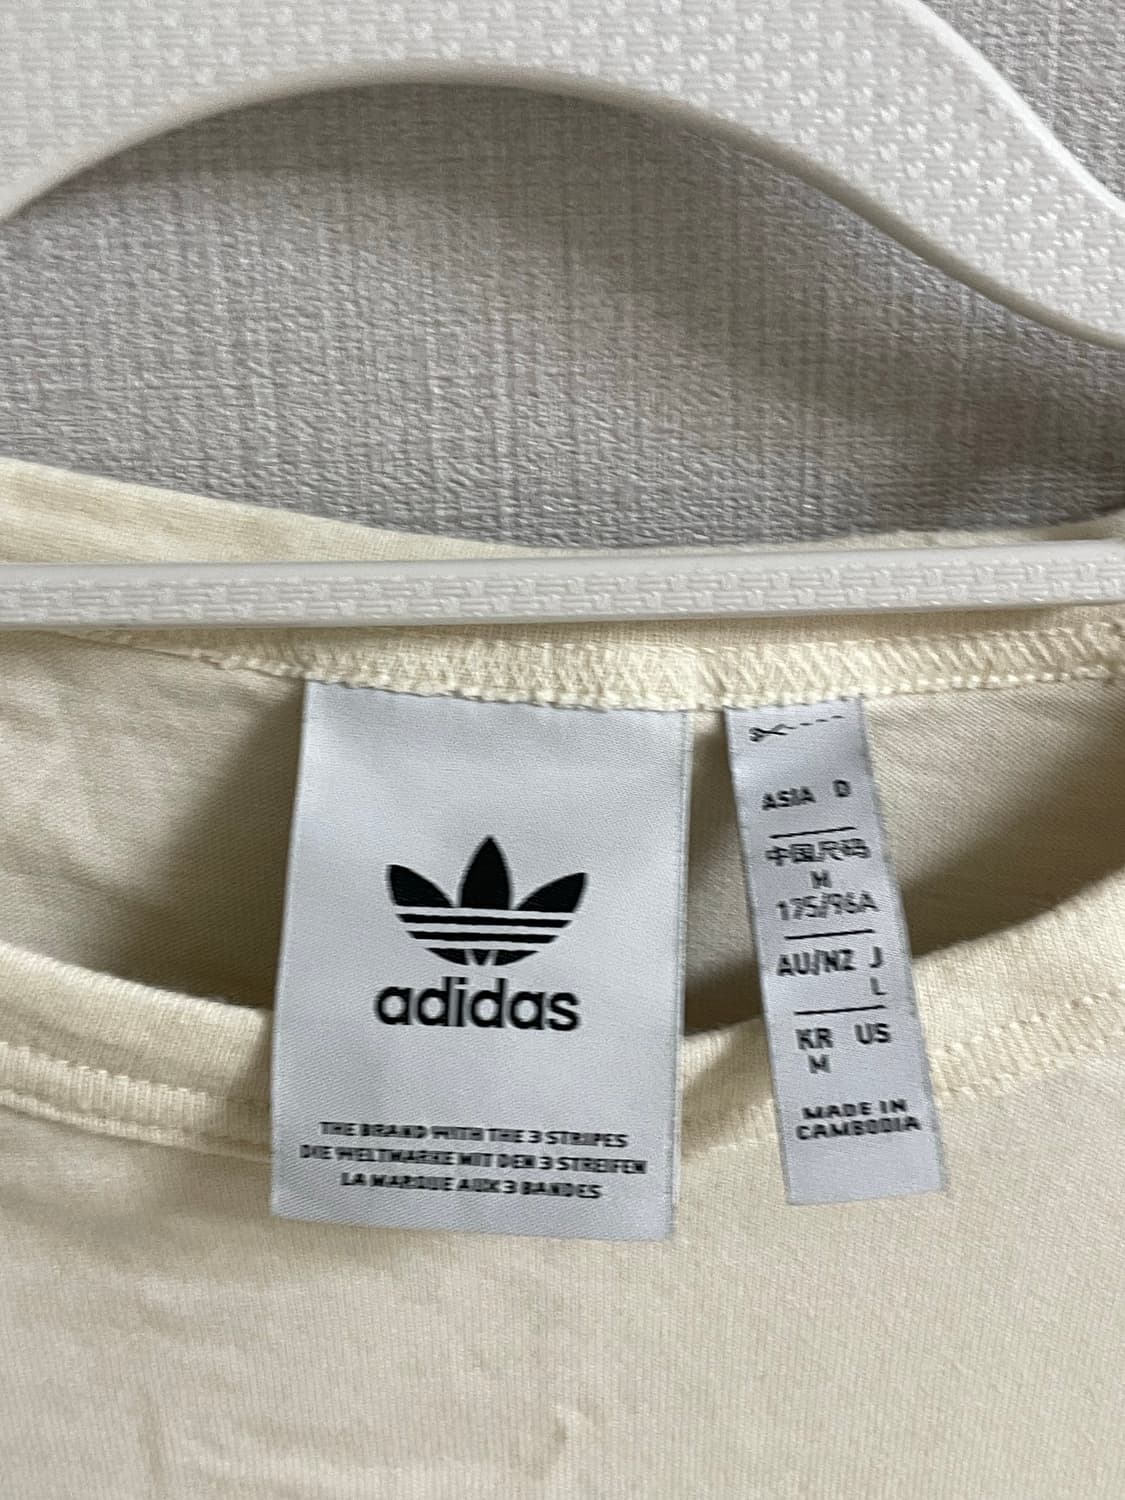 adidas
THE BRAND WITH THE 3 STRIPES
DIE WELTMARKE MIT DEN 3 STREIFEN
LA MARQUE AUX 3 BANDES
ASIA D
中国尺码
M
175/96A
AU/NZ J
L
KR US
M
MADE IN
CAMBODIA